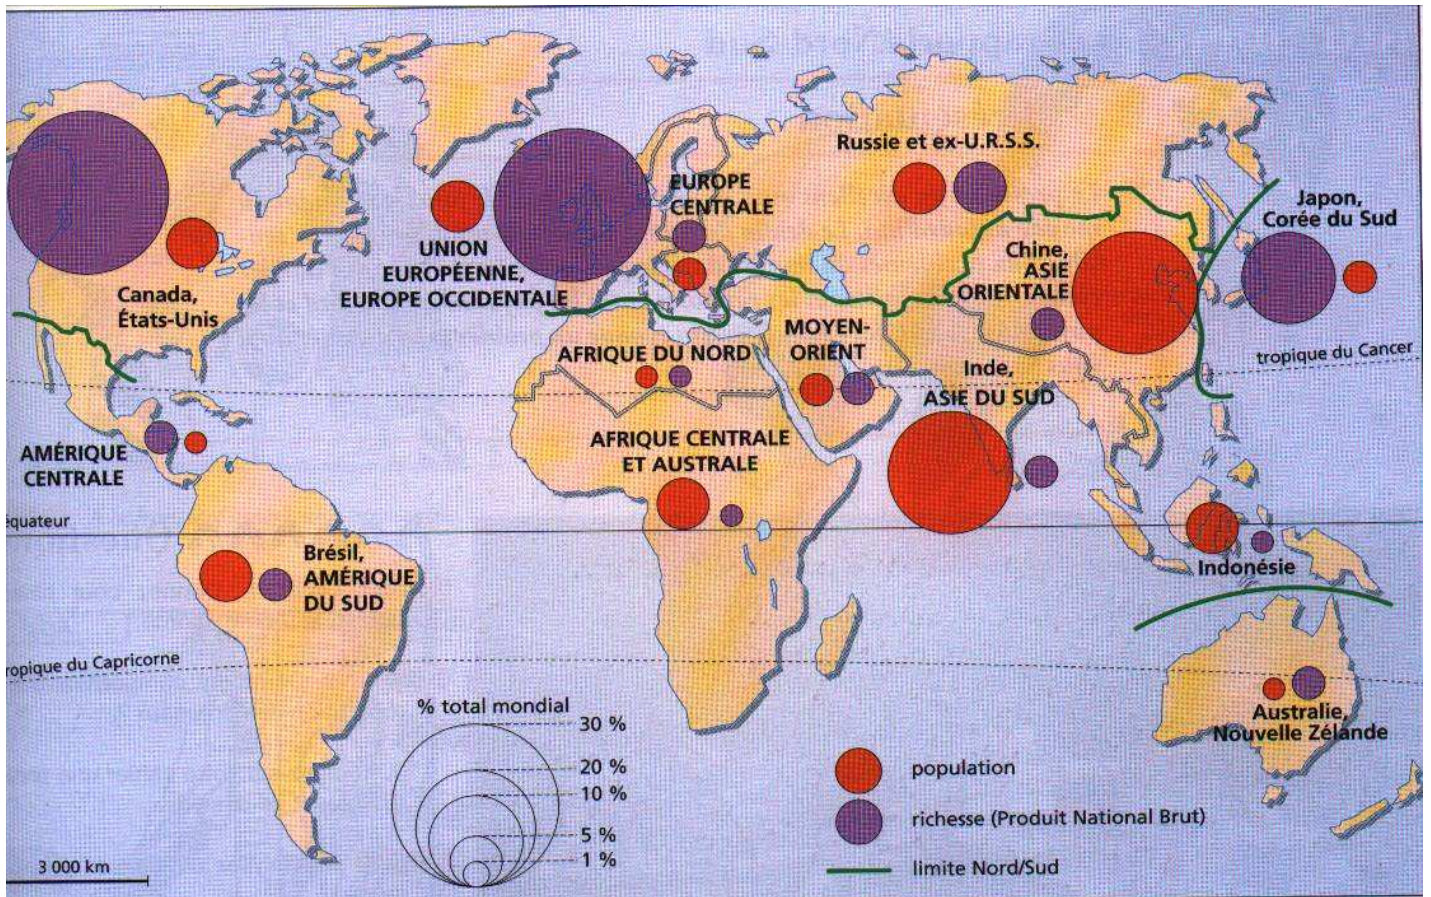 Russie et ex-U.R.S.S.
EUROPE
CENTRALE
Japon,
Corée du Sud
UNION
EUROPÉENNE,
EUROPE OCCIDENTALE
Chine,
ASIE
ORIENTALE
Canada,
États-Unis
MOYEN-
ORIENT
AFRIQUE DU NORD
tropique du Cancer
Inde,
ASIE DU SUD
AMÉRIQUE
CENTRALE
AFRIQUE CENTRALE
ET AUSTRALE
équateur
Brésil,
AMÉRIQUE
DU SUD
Indonésie
ropique du Capricorne
Australie,
Nouvelle Zélande
% total mondial
30 %
20 %
10 %
5 %
1 %
population
richesse (Produit National Brut)
limite Nord/Sud
3 000 km